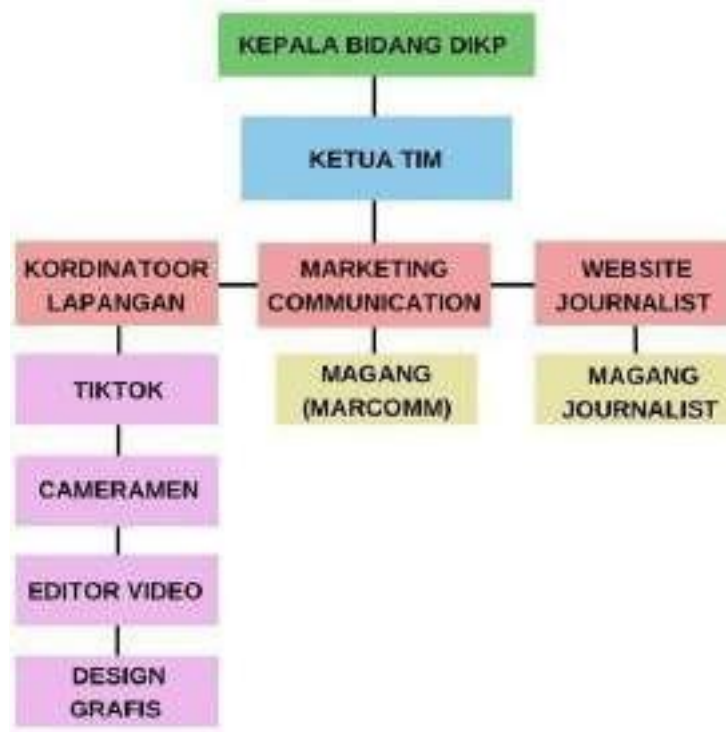 KEPALA BIDANG DIKP
KETUA TIM
KORDINATOOR
LAPANGAN
MARKETING
COMMUNICATION
WEBSITE
JOURNALIST
TIKTOK
MAGANG
(MARCOMM)
MAGANG
JOURNALIST
CAMERAMEN
EDITOR VIDEO
DESIGN
GRAFIS